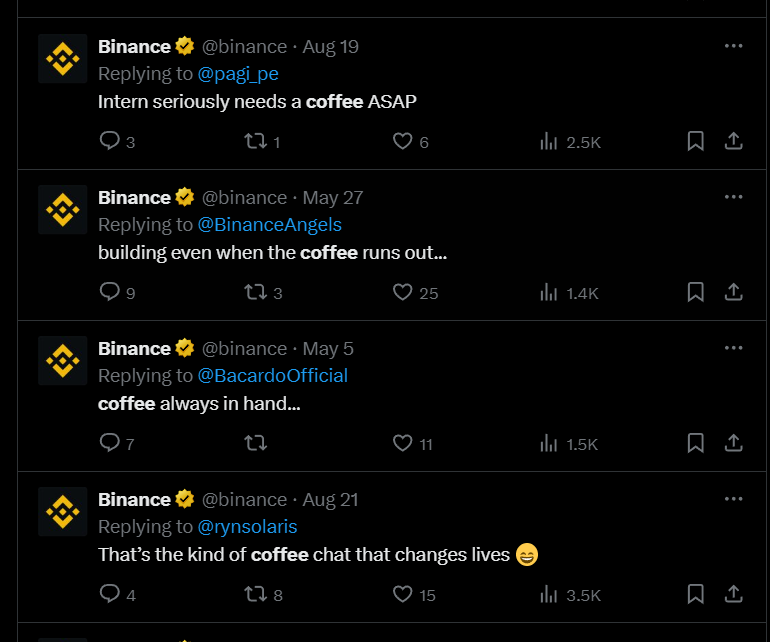 Binance @binance · Aug 19
Replying to @pagi_pe
Intern seriously needs a coffee ASAP
3 1 6 2.5K
Binance @binance · May 27
Replying to @BinanceAngels
building even when the coffee runs out...
9 3 25 1.4K
Binance @binance · May 5
Replying to @BacardoOfficial
coffee always in hand...
7 11 1.5K
Binance @binance · Aug 21
Replying to @rynsolaris
That’s the kind of coffee chat that changes lives 😄
4 8 15 3.5K